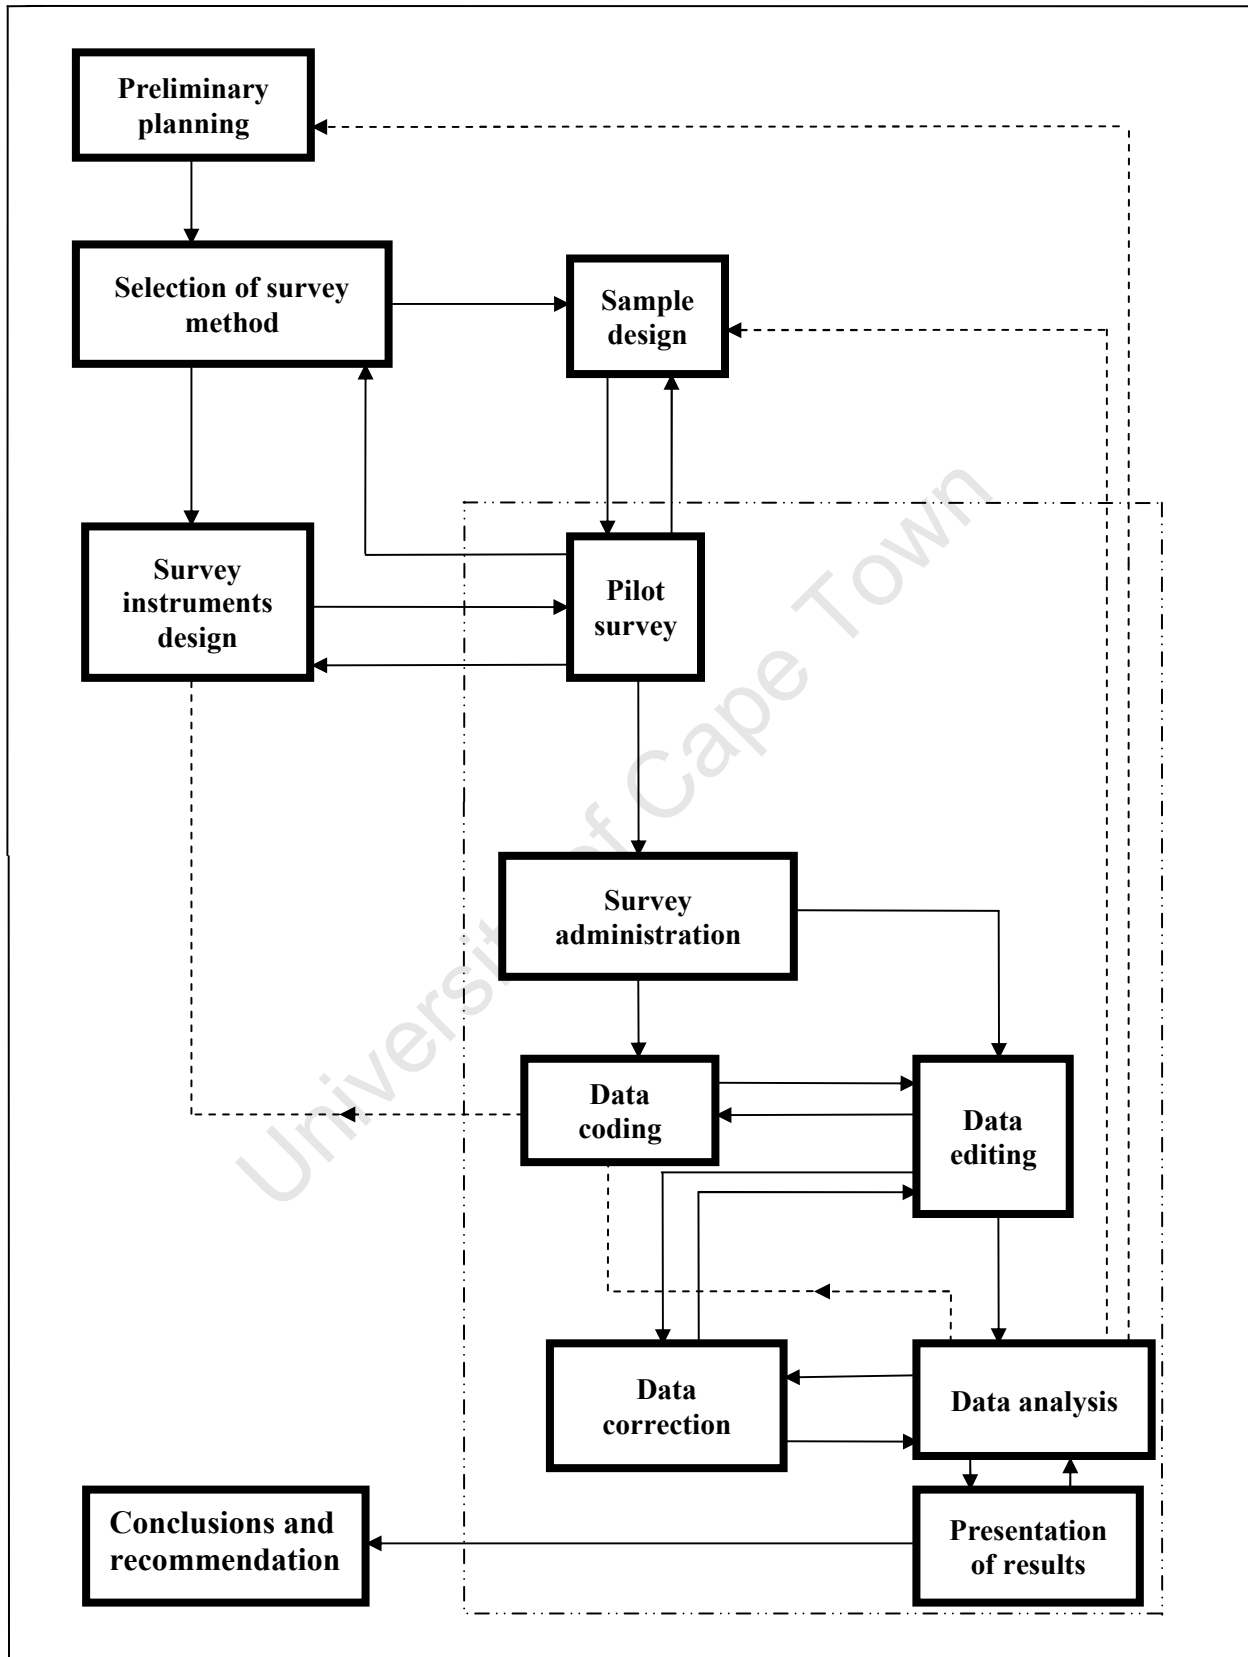 Preliminary
planning
Selection of survey
method
Sample
design
Survey
instruments
design
Pilot
survey
Survey
administration
Data
coding
Data
editing
Data
correction
Data analysis
Conclusions and
recommendation
Presentation
of results
University of Cape Town